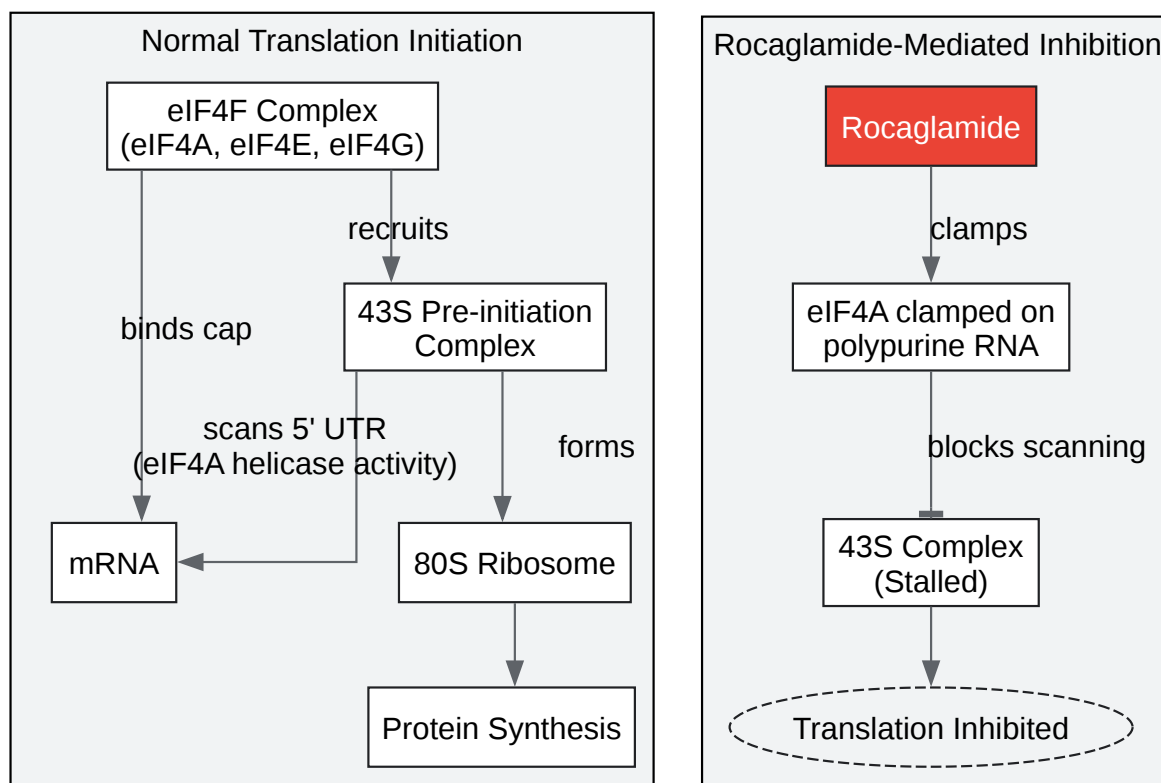 Normal Translation Initiation
eIF4F Complex
(eIF4A, eIF4E, eIF4G)
recruits
binds cap
43S Pre-initiation
Complex
scans 5' UTR
(eIF4A helicase activity)
forms
mRNA
80S Ribosome
Protein Synthesis
Rocaglamide-Mediated Inhibition
Rocaglamide
clamps
eIF4A clamped on
polypurine RNA
blocks scanning
43S Complex
(Stalled)
Translation Inhibited